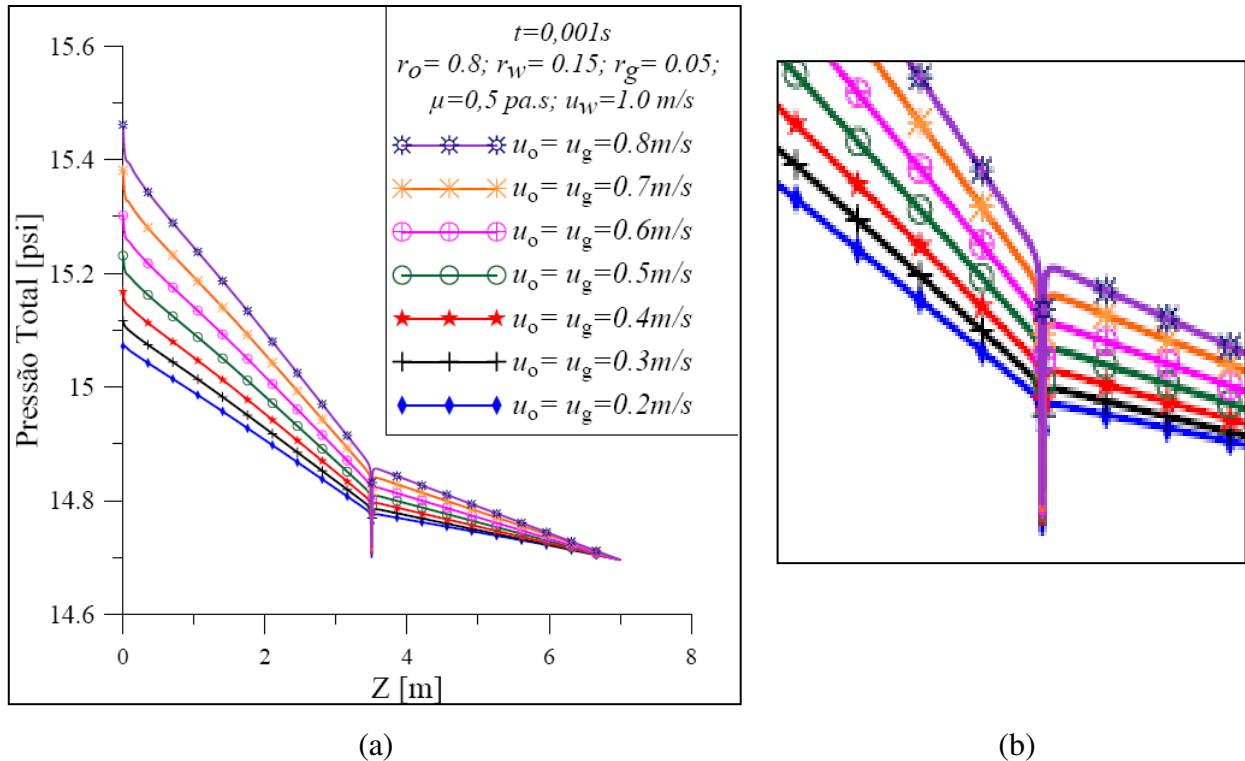 t=0,001s
r_o= 0.8; r_w= 0.15; r_g= 0.05;
μ=0,5 pa.s; u_w=1.0 m/s
u_o= u_g=0.8m/s
u_o= u_g=0.7m/s
u_o= u_g=0.6m/s
u_o= u_g=0.5m/s
u_o= u_g=0.4m/s
u_o= u_g=0.3m/s
u_o= u_g=0.2m/s
Pressão Total [psi]
15.6
15.4
15.2
15
14.8
14.6
0 2 4 6 8
Z [m]
(a) (b)